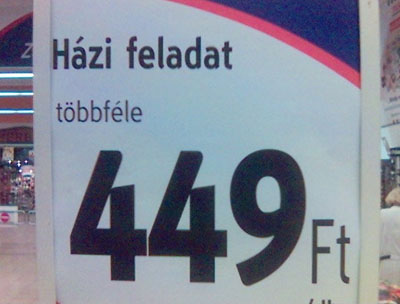 Házi feladat
többféle
449 Ft